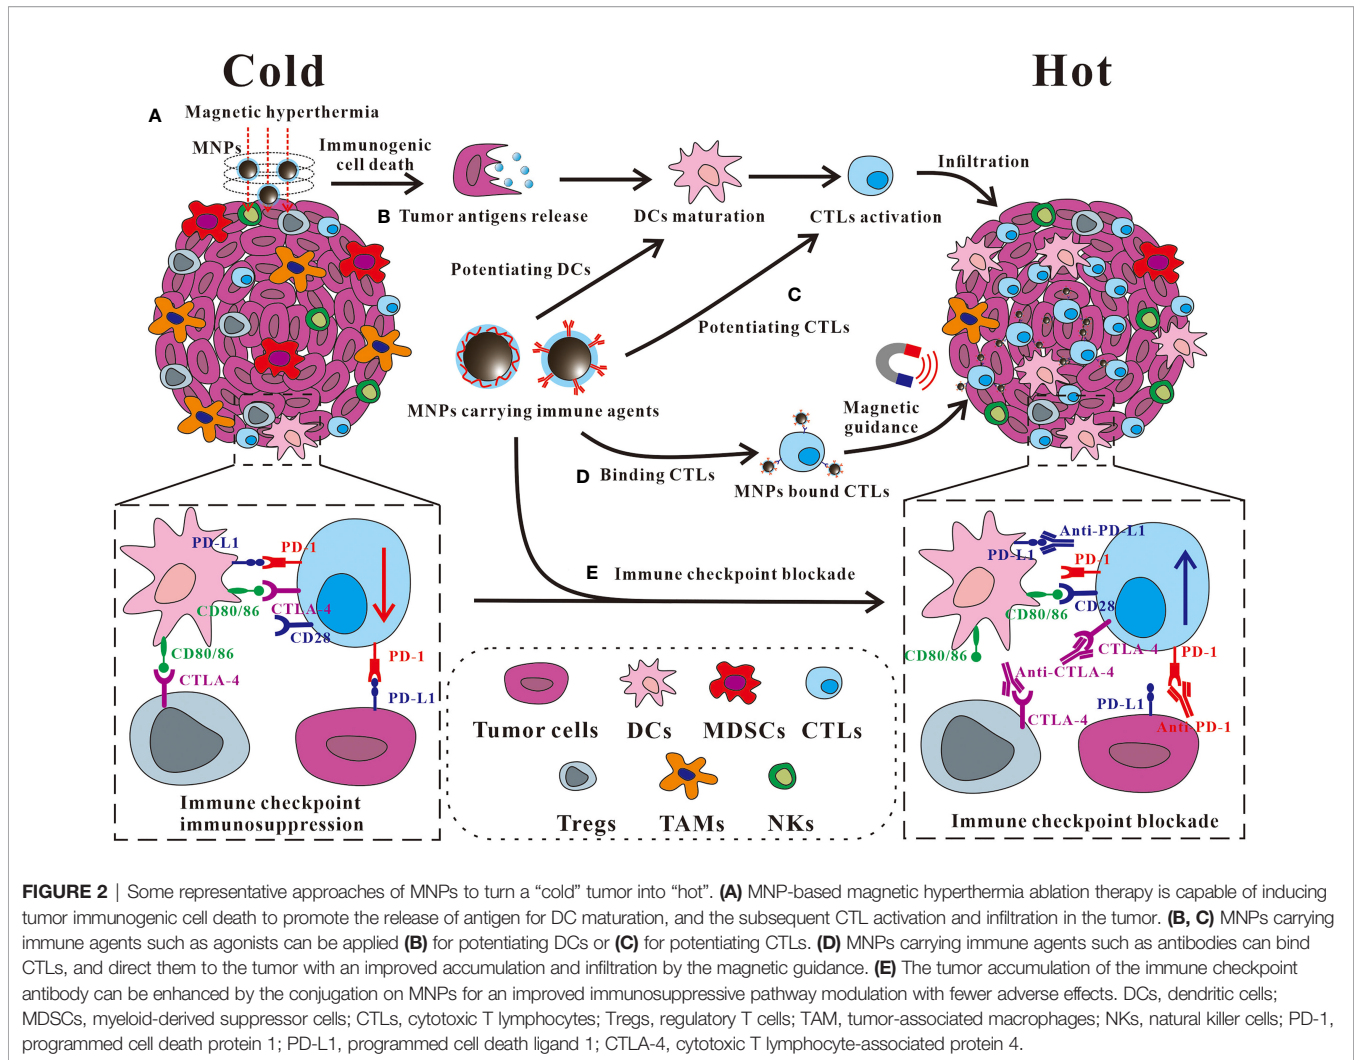 Cold
Hot
A
Magnetic hyperthermia
MNPs
Immunogenic
cell death
Infiltration
B
Tumor antigens release
DCs maturation
CTLs activation
Potentiating DCs
C
Potentiating CTLs
MNPs carrying immune agents
Magnetic
guidance
D
Binding CTLs
MNPs bound CTLs
E
Immune checkpoint blockade
PD-L1
PD-1
CD80/86
CTLA-4
CD28
CD80/86
CTLA-4
PD-1
PD-L1
Immune checkpoint
immunosuppression
Tumor cells
DCs
MDSCs
CTLs
Tregs
TAMs
NKs
Anti-PD-L1
PD-L1
PD-1
CD80/86
CD28
CD80/86
CTLA-4
Anti-CTLA-4
PD-1
PD-L1
CTLA-4
Anti-PD-1
Immune checkpoint blockade
FIGURE 2 | Some representative approaches of MNPs to turn a “cold” tumor into “hot”. (A) MNP-based magnetic hyperthermia ablation therapy is capable of inducing
tumor immunogenic cell death to promote the release of antigen for DC maturation, and the subsequent CTL activation and infiltration in the tumor. (B, C) MNPs carrying
immune agents such as agonists can be applied (B) for potentiating DCs or (C) for potentiating CTLs. (D) MNPs carrying immune agents such as antibodies can bind
CTLs, and direct them to the tumor with an improved accumulation and infiltration by the magnetic guidance. (E) The tumor accumulation of the immune checkpoint
antibody can be enhanced by the conjugation on MNPs for an improved immunosuppressive pathway modulation with fewer adverse effects. DCs, dendritic cells;
MDSCs, myeloid-derived suppressor cells; CTLs, cytotoxic T lymphocytes; Tregs, regulatory T cells; TAM, tumor-associated macrophages; NKs, natural killer cells; PD-1,
programmed cell death protein 1; PD-L1, programmed cell death ligand 1; CTLA-4, cytotoxic T lymphocyte-associated protein 4.